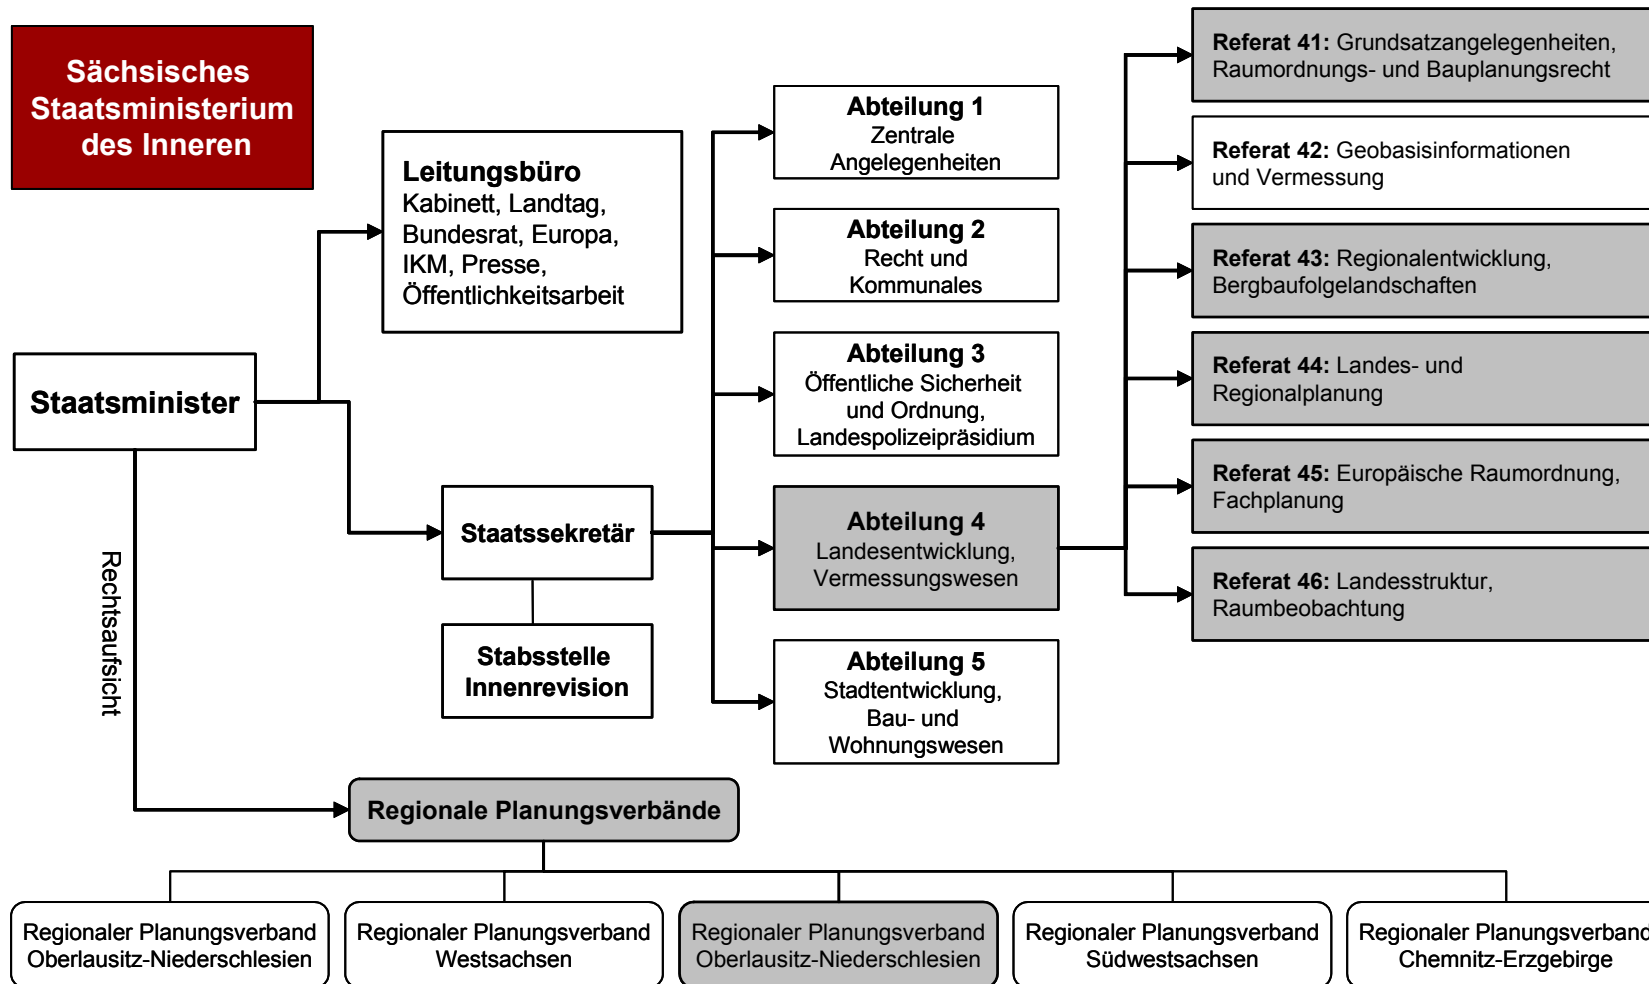 Sächsisches
Staatsministerium
des Inneren
Leitungsbüro
Kabinett, Landtag,
Bundesrat, Europa,
IKM, Presse,
Öffentlichkeitsarbeit
Staatsminister
Rechtsaufsicht
Staatssekretär
Stabsstelle
Innenrevision
Abteilung 1
Zentrale
Angelegenheiten
Abteilung 2
Recht und
Kommunales
Abteilung 3
Öffentliche Sicherheit
und Ordnung,
Landespolizeipräsidium
Abteilung 4
Landesentwicklung,
Vermessungswesen
Abteilung 5
Stadtentwicklung,
Bau- und
Wohnungswesen
Referat 41: Grundsatzangelegenheiten,
Raumordnungs- und Bauplanungsrecht
Referat 42: Geobasisinformationen
und Vermessung
Referat 43: Regionalentwicklung,
Bergbaufolgelandschaften
Referat 44: Landes- und
Regionalplanung
Referat 45: Europäische Raumordnung,
Fachplanung
Referat 46: Landesstruktur,
Raumbeobachtung
Regionale Planungsverbände
Regionaler Planungsverband
Oberlausitz-Niederschlesien
Regionaler Planungsverband
Westsachsen
Regionaler Planungsverband
Oberlausitz-Niederschlesien
Regionaler Planungsverband
Südwestsachsen
Regionaler Planungsverband
Chemnitz-Erzgebirge